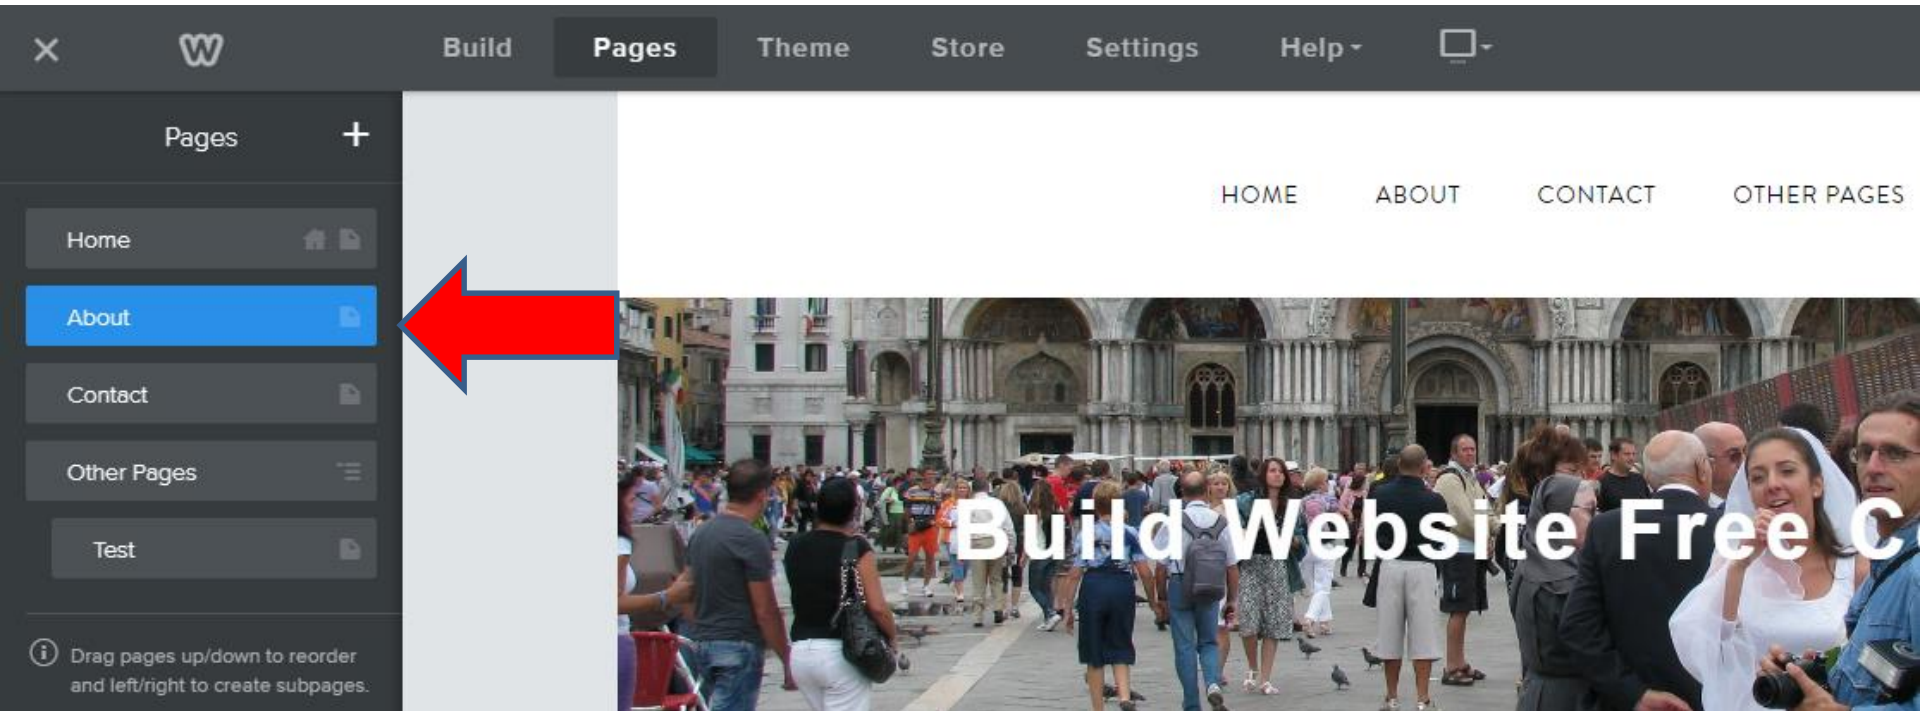 Build Pages Theme Store Settings Help
Pages +
HOME ABOUT CONTACT OTHER PAGES
Home
About
Contact
Other Pages
Test
Build Website Free
Drag pages up/down to reorder
and left/right to create subpages.